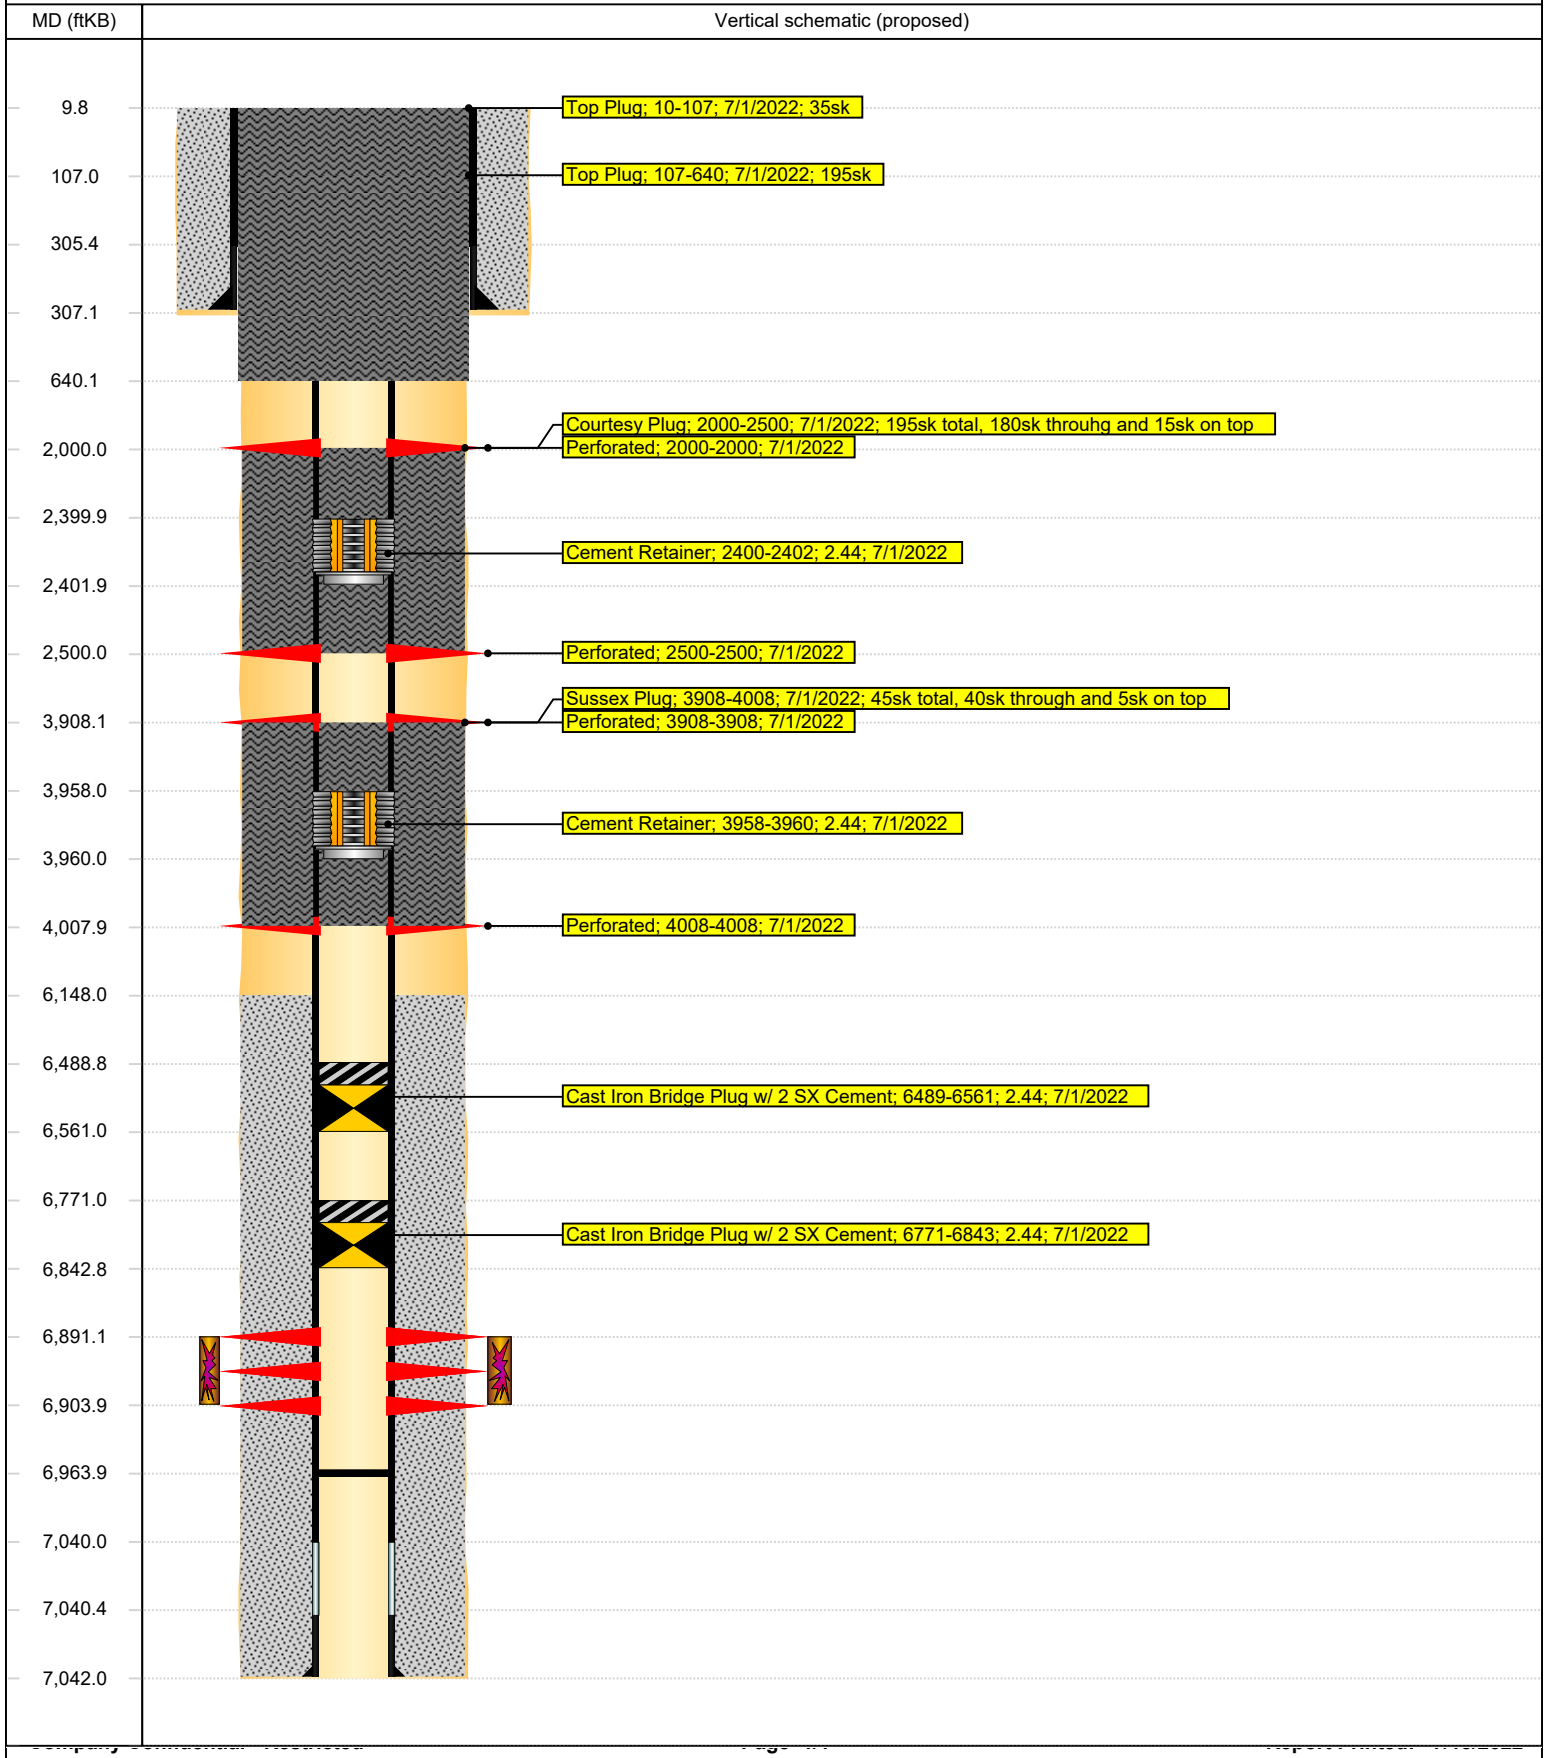 MD (ftKB) Vertical schematic (proposed)
9.8 Top Plug; 10-107; 7/1/2022; 35sk
107.0 Top Plug; 107-640; 7/1/2022; 195sk
305.4
307.1
640.1
Courtesy Plug; 2000-2500; 7/1/2022; 195sk total, 180sk throuhg and 15sk on top
2,000.0 Perforated; 2000-2000; 7/1/2022
2,399.9
Cement Retainer; 2400-2402; 2.44; 7/1/2022
2,401.9
2,500.0 Perforated; 2500-2500; 7/1/2022
Sussex Plug; 3908-4008; 7/1/2022; 45sk total, 40sk through and 5sk on top
3,908.1 Perforated; 3908-3908; 7/1/2022
3,958.0
Cement Retainer; 3958-3960; 2.44; 7/1/2022
3,960.0
4,007.9 Perforated; 4008-4008; 7/1/2022
6,148.0
6,488.8
Cast Iron Bridge Plug w/ 2 SX Cement; 6489-6561; 2.44; 7/1/2022
6,561.0
6,771.0
Cast Iron Bridge Plug w/ 2 SX Cement; 6771-6843; 2.44; 7/1/2022
6,842.8
6,891.1
6,903.9
6,963.9
7,040.0
7,040.4
7,042.0